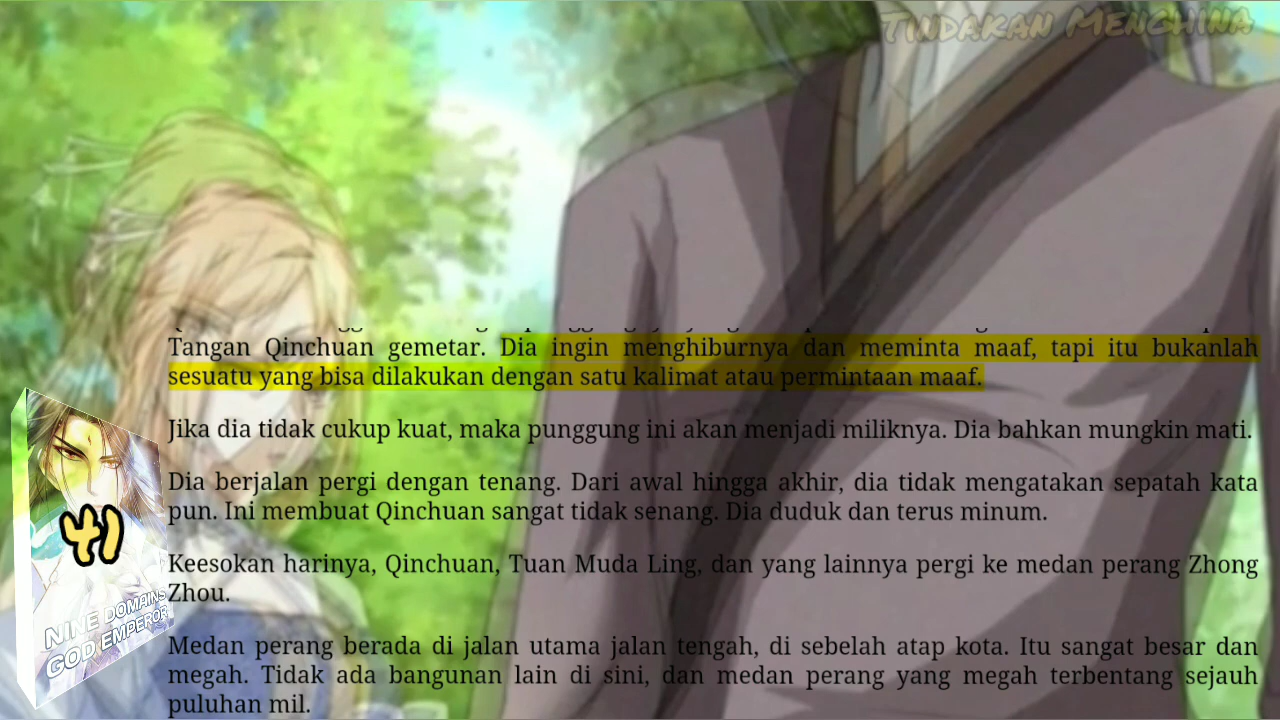 Tindakan Menghina
Tangan Qinchuan gemetar. Dia ingin menghiburnya dan meminta maaf, tapi itu bukanlah
sesuatu yang bisa dilakukan dengan satu kalimat atau permintaan maaf.
Jika dia tidak cukup kuat, maka punggung ini akan menjadi miliknya. Dia bahkan mungkin mati.
Dia berjalan pergi dengan tenang. Dari awal hingga akhir, dia tidak mengatakan sepatah kata
pun. Ini membuat Qinchuan sangat tidak senang. Dia duduk dan terus minum.
Keesokan harinya, Qinchuan, Tuan Muda Ling, dan yang lainnya pergi ke medan perang Zhong
Zhou.
Medan perang berada di jalan utama jalan tengah, di sebelah atap kota. Itu sangat besar dan
megah. Tidak ada bangunan lain di sini, dan medan perang yang megah terbentang sejauh
puluhan mil.
41
NINE DOMAINS
GOD EMPEROR